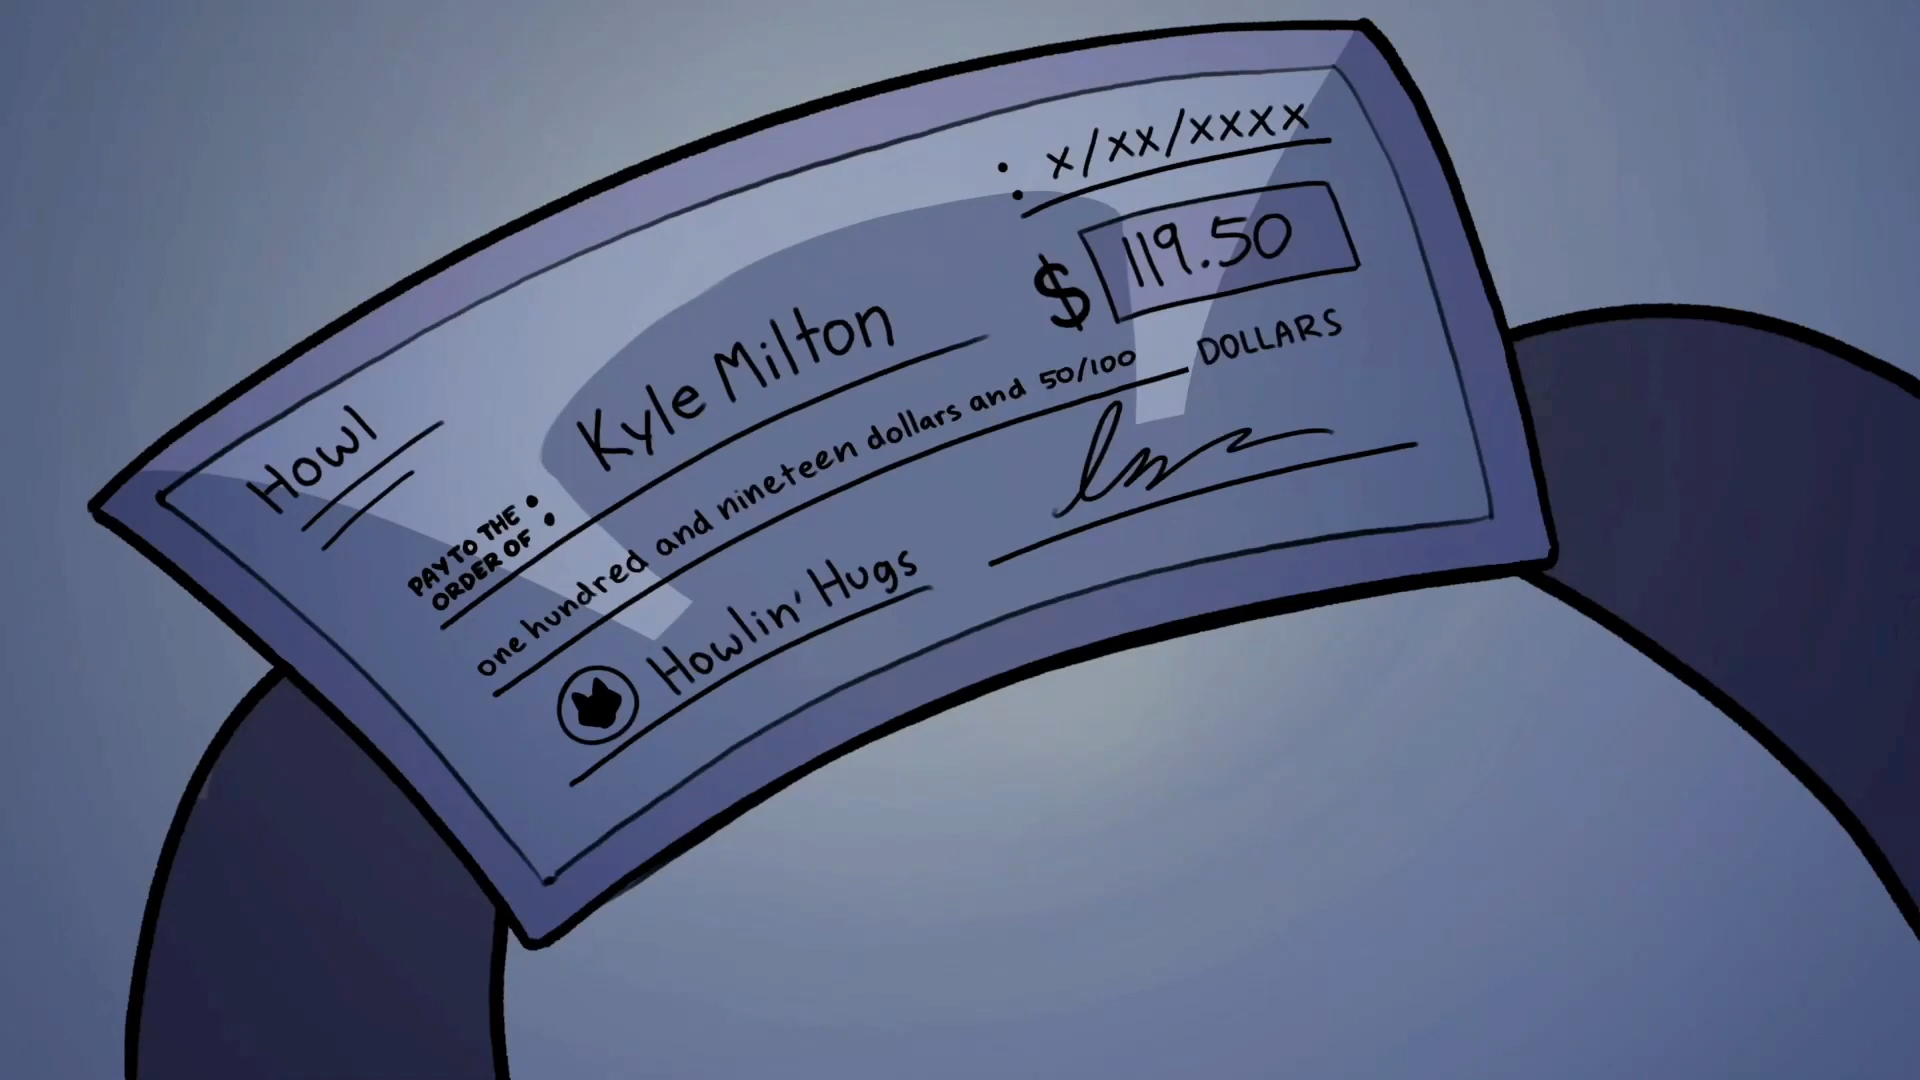 Howl
x/xx/xxxx
PAY TO THE
ORDER OF
Kyle Milton
$ 119.50
one hundred and nineteen dollars and 50/100
DOLLARS
Howlin' Hugs